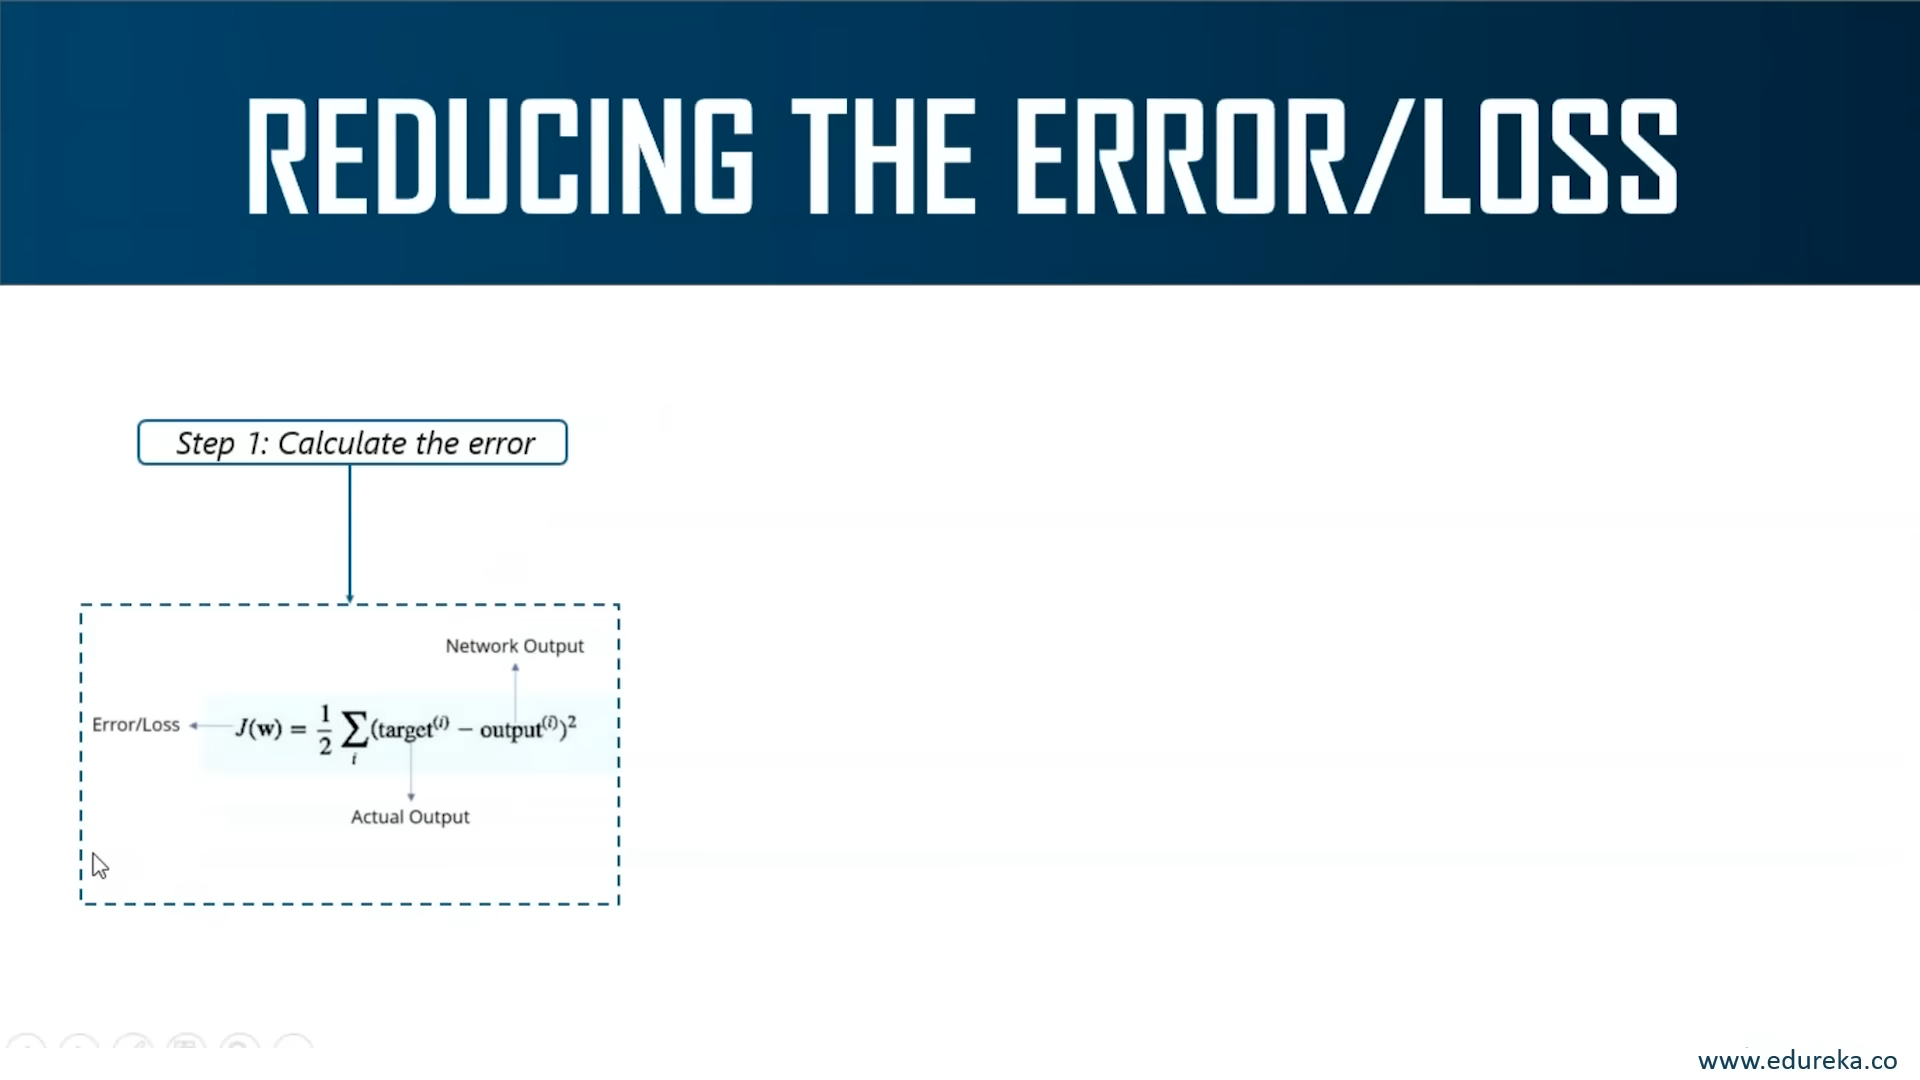 REDUCING THE ERROR/LOSS
Step 1: Calculate the error
Network Output
Error/Loss
J(w) = 1/2 ∑i (target⁽ⁱ⁾ − output⁽ⁱ⁾)²
Actual Output
www.edureka.co